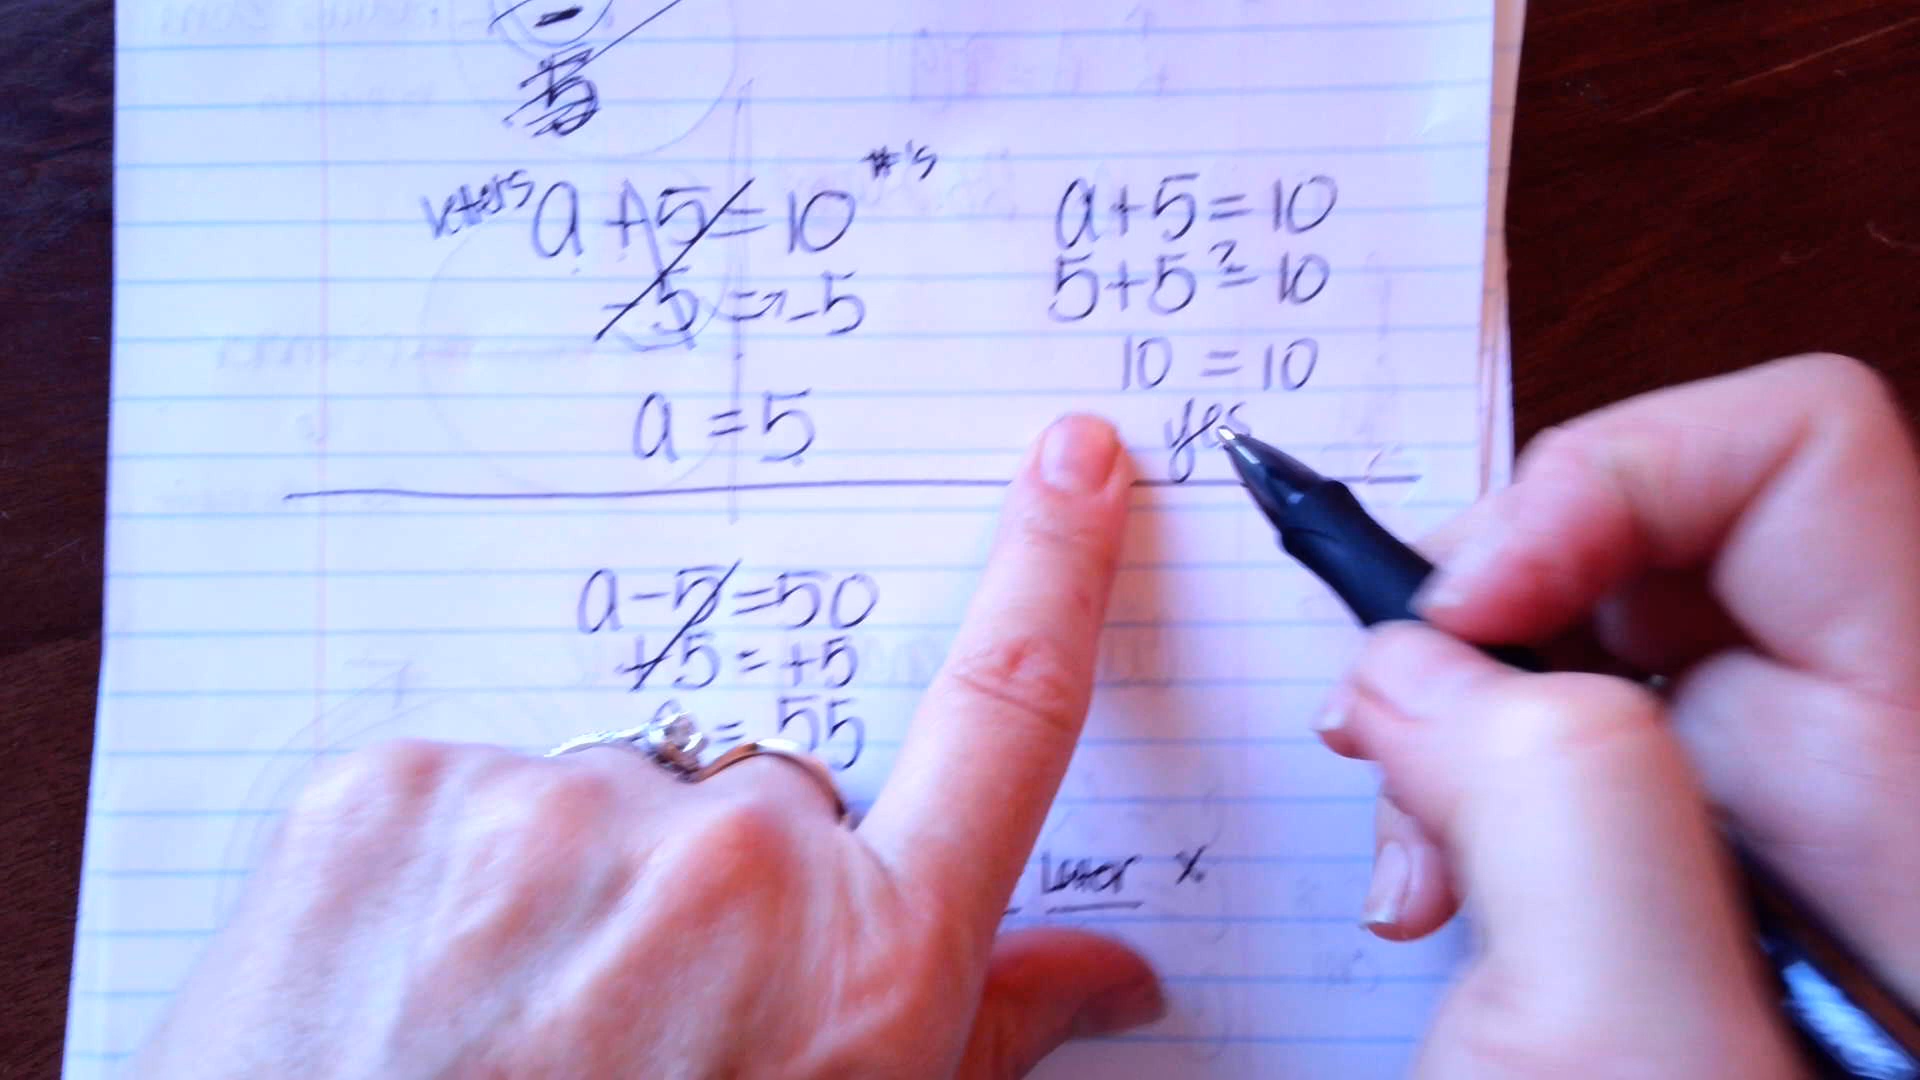 letters a + 5 = 10 #'s
-5 = -5
a = 5
a+5=10
5+5 ?= 10
10 = 10
yes
a-5=50
+5=+5
= 55
Letter x